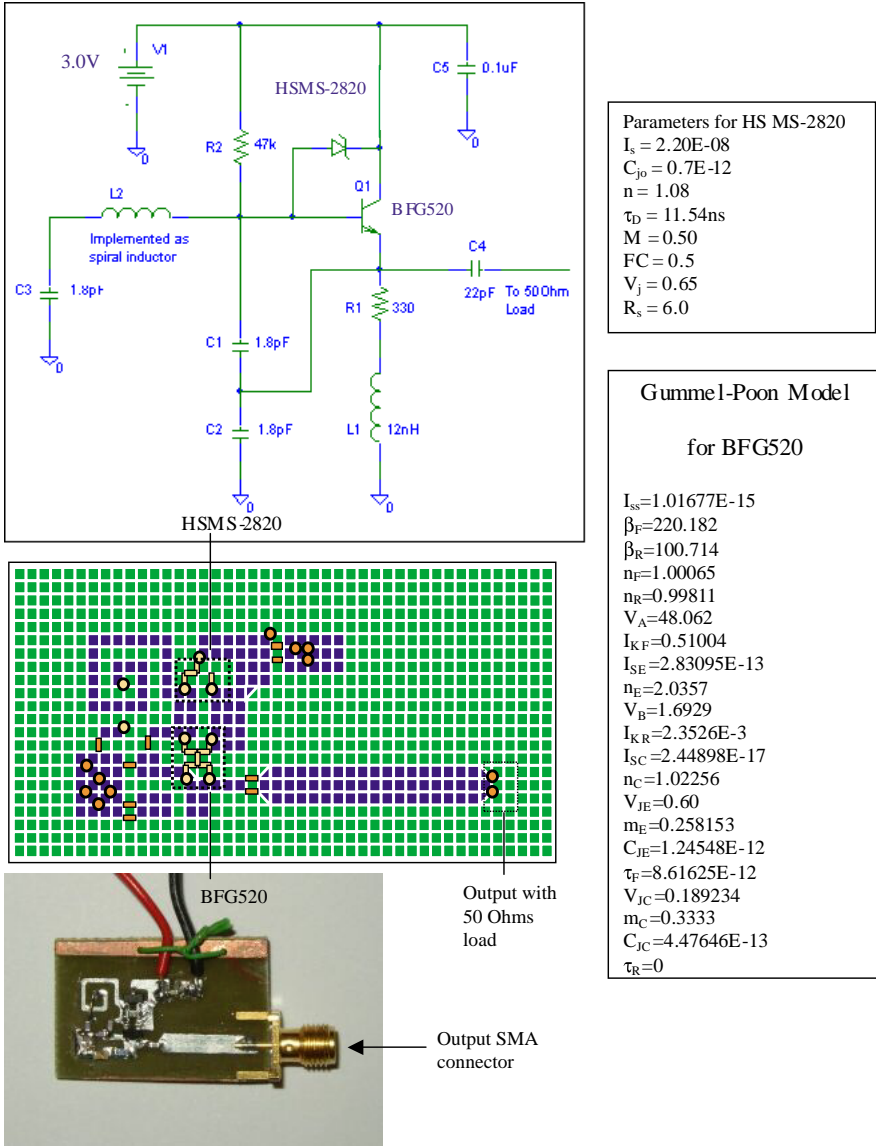 V1
3.0V
C5
0.1uF
HSMS-2820
R2
47k
0
0
Q1
BFG520
L2
Implemented as
spiral inductor
C4
22pF
To 50Ohm
Load
C3
1.8pF
R1
330
C1
1.8pF
0
C2
1.8pF
L1
12nH
0
0
HSMS-2820
BFG520
Output with
50 Ohms
load
Output SMA
connector
Parameters for HS MS-2820
Is = 2.20E-08
Cjo = 0.7E-12
n = 1.08
τD = 11.54ns
M = 0.50
FC = 0.5
Vj = 0.65
Rs = 6.0
Gummel-Poon Model
for BFG520
Iss=1.01677E-15
βF=220.182
βR=100.714
nF=1.00065
nR=0.99811
VA=48.062
IKF=0.51004
ISE=2.83095E-13
nE=2.0357
VB=1.6929
IKR=2.3526E-3
ISC=2.44898E-17
nC=1.02256
VJE=0.60
mE=0.258153
CJE=1.24548E-12
τF=8.61625E-12
VJC=0.189234
mC=0.3333
CJC=4.47646E-13
τR=0